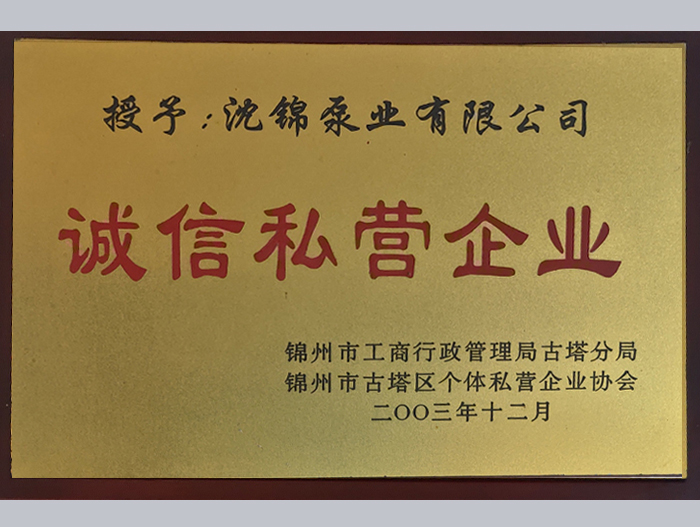 授予:沈锦泵业有限公司
诚信私营企业
锦州市工商行政管理局古塔分局
锦州市古塔区个体私营企业协会
二OO三年十二月